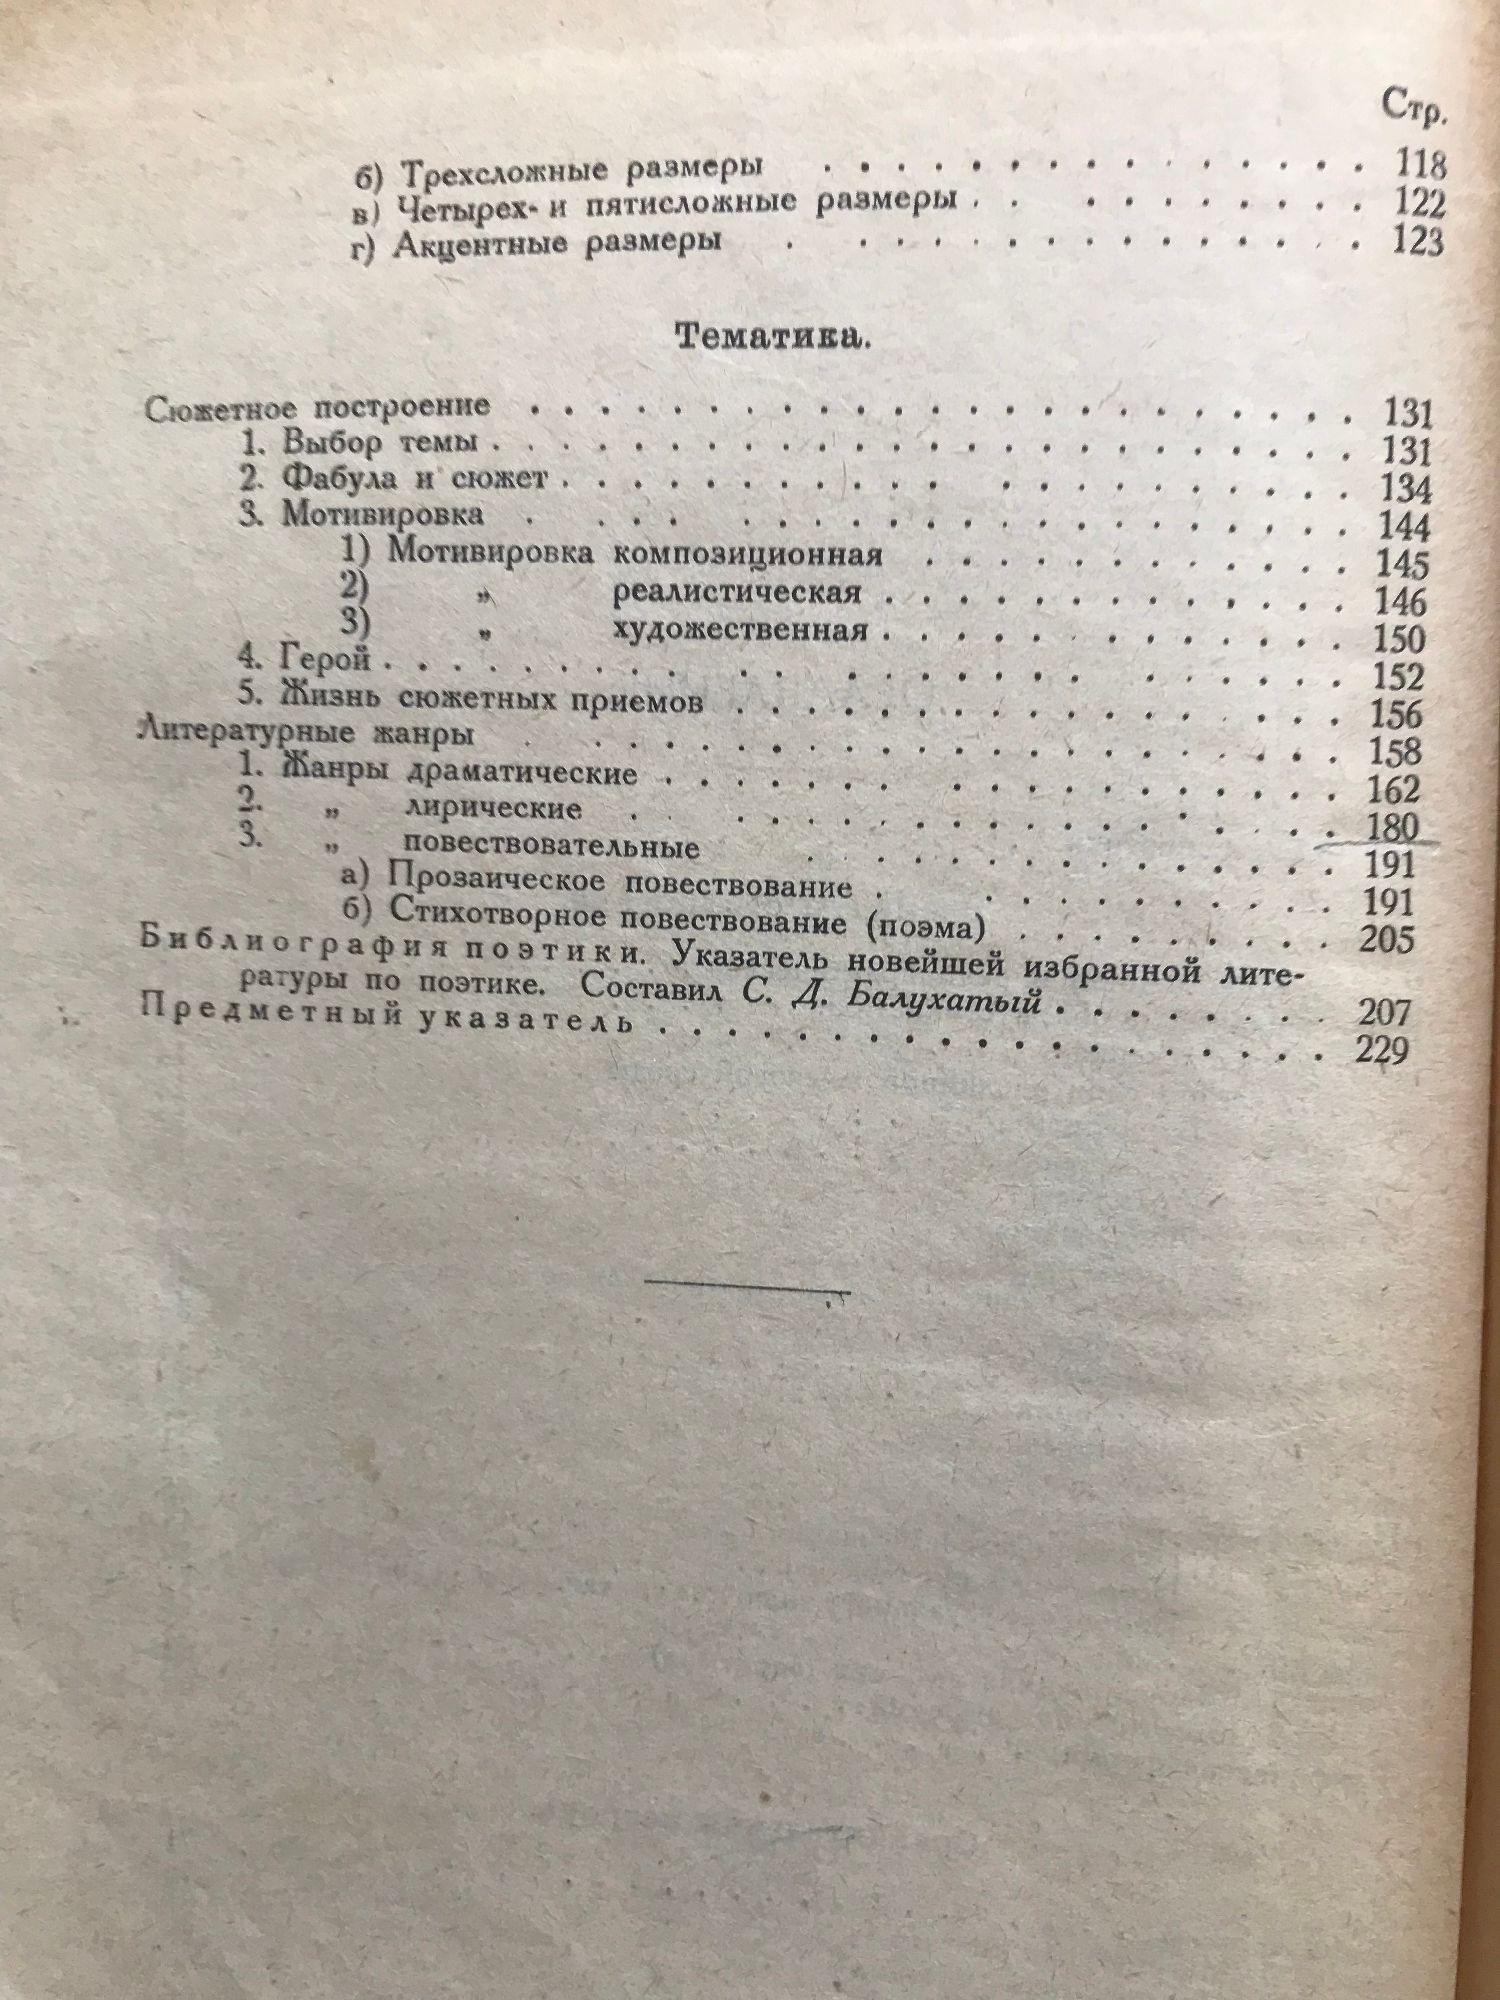 Стр.
б) Трехсложные размеры . . . . . . . . . . . . . . . 118
в) Четырех- и пятисложные размеры . . . . . . . . . . 122
г) Акцентные размеры . . . . . . . . . . . . . . . 123
Тематика.
Сюжетное построение . . . . . . . . . . . . . . . . . . . . . . . 131
1. Выбор темы . . . . . . . . . . . . . . . . . . . . . . . . 131
2. Фабула и сюжет . . . . . . . . . . . . . . . . . . . . . 134
3. Мотивировка . . . . . . . . . . . . . . . . . . . . . 144
1) Мотивировка композиционная . . . . . . . . . . . . 145
2) „ реалистическая . . . . . . . . . . . . . 146
3) „ художественная . . . . . . . . . . . . . 150
4. Герой . . . . . . . . . . . . . . . . . . . . . . . 152
5. Жизнь сюжетных приемов . . . . . . . . . . . . . . . . 156
Литературные жанры . . . . . . . . . . . . . . . . . . . . . 158
1. Жанры драматические . . . . . . . . . . . . . . . . . . 162
2. „ лирические . . . . . . . . . . . . . . . . . . 180
3. „ повествовательные . . . . . . . . . . . . . . 191
а) Прозаическое повествование . . . . . . . . . . . 191
б) Стихотворное повествование (поэма) . . . . . . . . . 205
Библиография поэтики. Указатель новейшей избранной лите-
ратуры по поэтике. Составил С. Д. Балухатый . . . . . . . . 207
Предметный указатель . . . . . . . . . . . . . . . . . . . 229